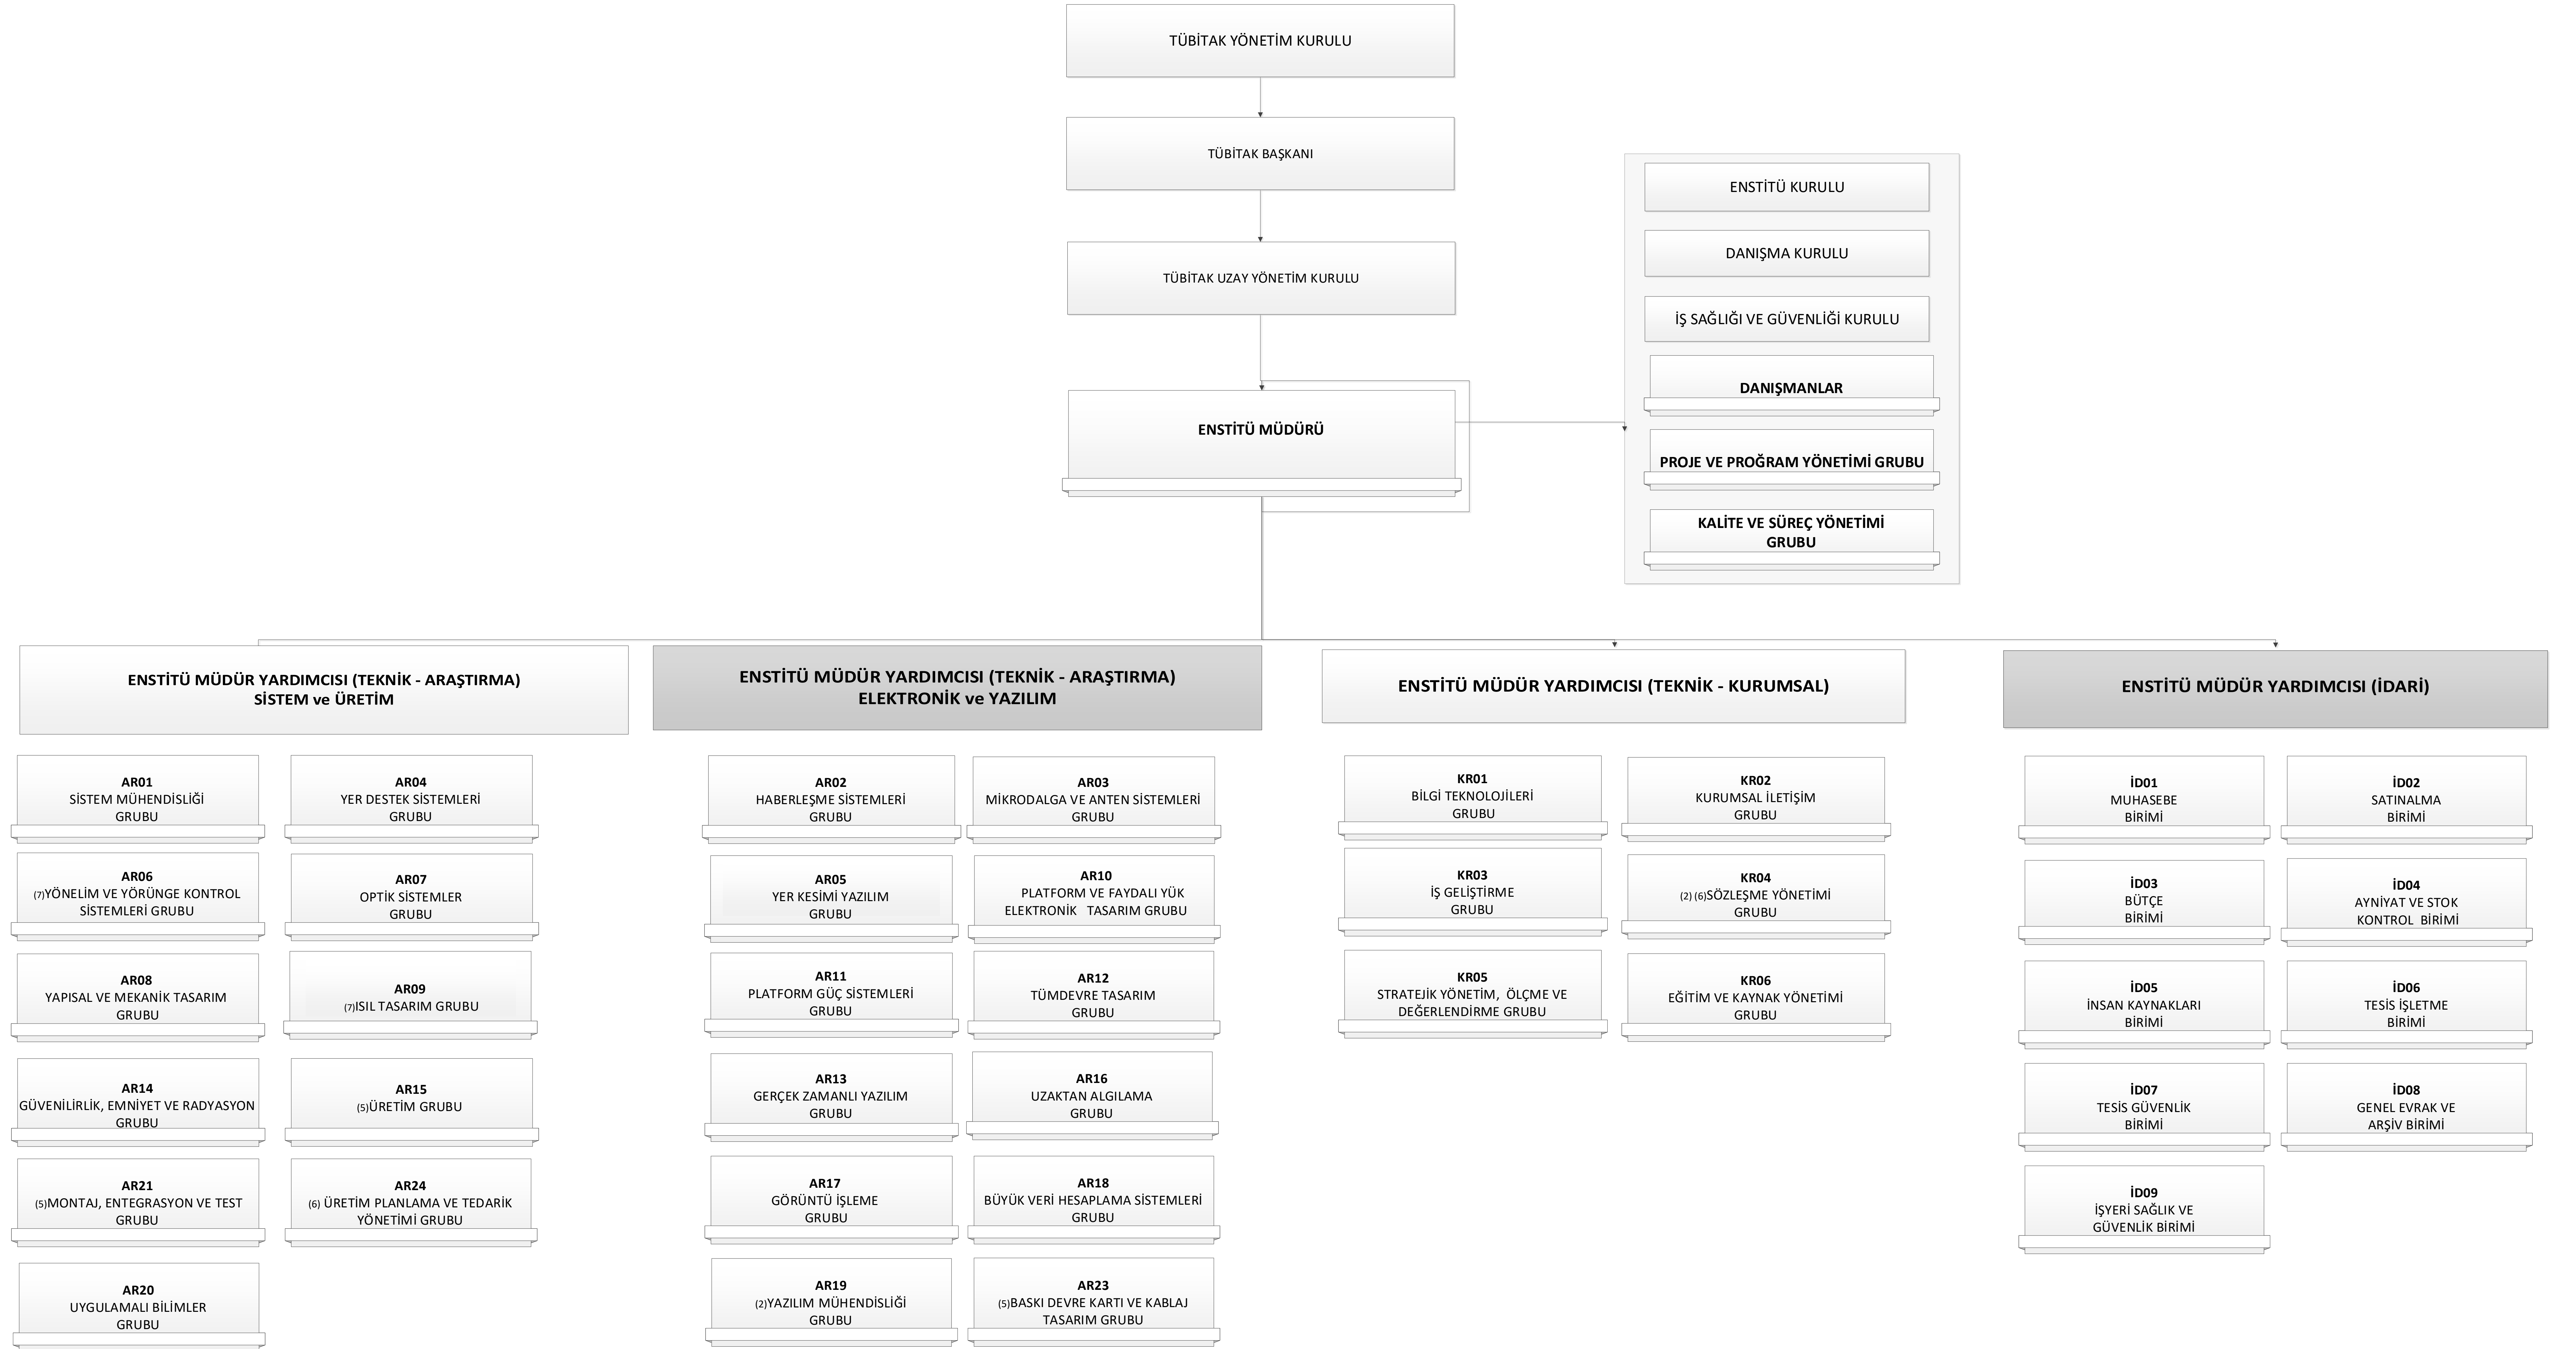 TÜBİTAK YÖNETİM KURULU
TÜBİTAK BAŞKANI
TÜBİTAK UZAY YÖNETİM KURULU
ENSTİTÜ MÜDÜRÜ
ENSTİTÜ KURULU
DANIŞMA KURULU
İŞ SAĞLIĞI VE GÜVENLİĞİ KURULU
DANIŞMANLAR
PROJE VE PROĞRAM YÖNETİMİ GRUBU
KALİTE VE SÜREÇ YÖNETİMİ
GRUBU
ENSTİTÜ MÜDÜR YARDIMCISI (TEKNİK - ARAŞTIRMA)
SİSTEM ve ÜRETİM
AR01
SİSTEM MÜHENDİSLİĞİ
GRUBU
AR04
YER DESTEK SİSTEMLERİ
GRUBU
AR06
(7)YÖNELİM VE YÖRÜNGE KONTROL
SİSTEMLERİ GRUBU
AR07
OPTİK SİSTEMLER
GRUBU
AR08
YAPISAL VE MEKANİK TASARIM
GRUBU
AR09
(7)ISIL TASARIM GRUBU
AR14
GÜVENİLİRLİK, EMNİYET VE RADYASYON
GRUBU
AR15
(5)ÜRETİM GRUBU
AR21
(5)MONTAJ, ENTEGRASYON VE TEST
GRUBU
AR24
(6) ÜRETİM PLANLAMA VE TEDARİK
YÖNETİMİ GRUBU
AR20
UYGULAMALI BİLİMLER
GRUBU
ENSTİTÜ MÜDÜR YARDIMCISI (TEKNİK - ARAŞTIRMA)
ELEKTRONİK ve YAZILIM
AR02
HABERLEŞME SİSTEMLERİ
GRUBU
AR03
MİKRODALGA VE ANTEN SİSTEMLERİ
GRUBU
AR05
YER KESİMİ YAZILIM
GRUBU
AR10
PLATFORM VE FAYDALI YÜK
ELEKTRONİK TASARIM GRUBU
AR11
PLATFORM GÜÇ SİSTEMLERİ
GRUBU
AR12
TÜMDEVRE TASARIM
GRUBU
AR13
GERÇEK ZAMANLI YAZILIM
GRUBU
AR16
UZAKTAN ALGILAMA
GRUBU
AR17
GÖRÜNTÜ İŞLEME
GRUBU
AR18
BÜYÜK VERİ HESAPLAMA SİSTEMLERİ
GRUBU
AR19
(2)YAZILIM MÜHENDİSLİĞİ
GRUBU
AR23
(5)BASKI DEVRE KARTI VE KABLAJ
TASARIM GRUBU
ENSTİTÜ MÜDÜR YARDIMCISI (TEKNİK - KURUMSAL)
KR01
BİLGİ TEKNOLOJİLERİ
GRUBU
KR02
KURUMSAL İLETİŞİM
GRUBU
KR03
İŞ GELİŞTİRME
GRUBU
KR04
(2) (6)SÖZLEŞME YÖNETİMİ
GRUBU
KR05
STRATEJİK YÖNETİM, ÖLÇME VE
DEĞERLENDİRME GRUBU
KR06
EĞİTİM VE KAYNAK YÖNETİMİ
GRUBU
ENSTİTÜ MÜDÜR YARDIMCISI (İDARİ)
İD01
MUHASEBE
BİRİMİ
İD02
SATINALMA
BİRİMİ
İD03
BÜTÇE
BİRİMİ
İD04
AYNİYAT VE STOK
KONTROL BİRİMİ
İD05
İNSAN KAYNAKLARI
BİRİMİ
İD06
TESİS İŞLETME
BİRİMİ
İD07
TESİS GÜVENLİK
BİRİMİ
İD08
GENEL EVRAK VE
ARŞİV BİRİMİ
İD09
İŞYERİ SAĞLIK VE
GÜVENLİK BİRİMİ